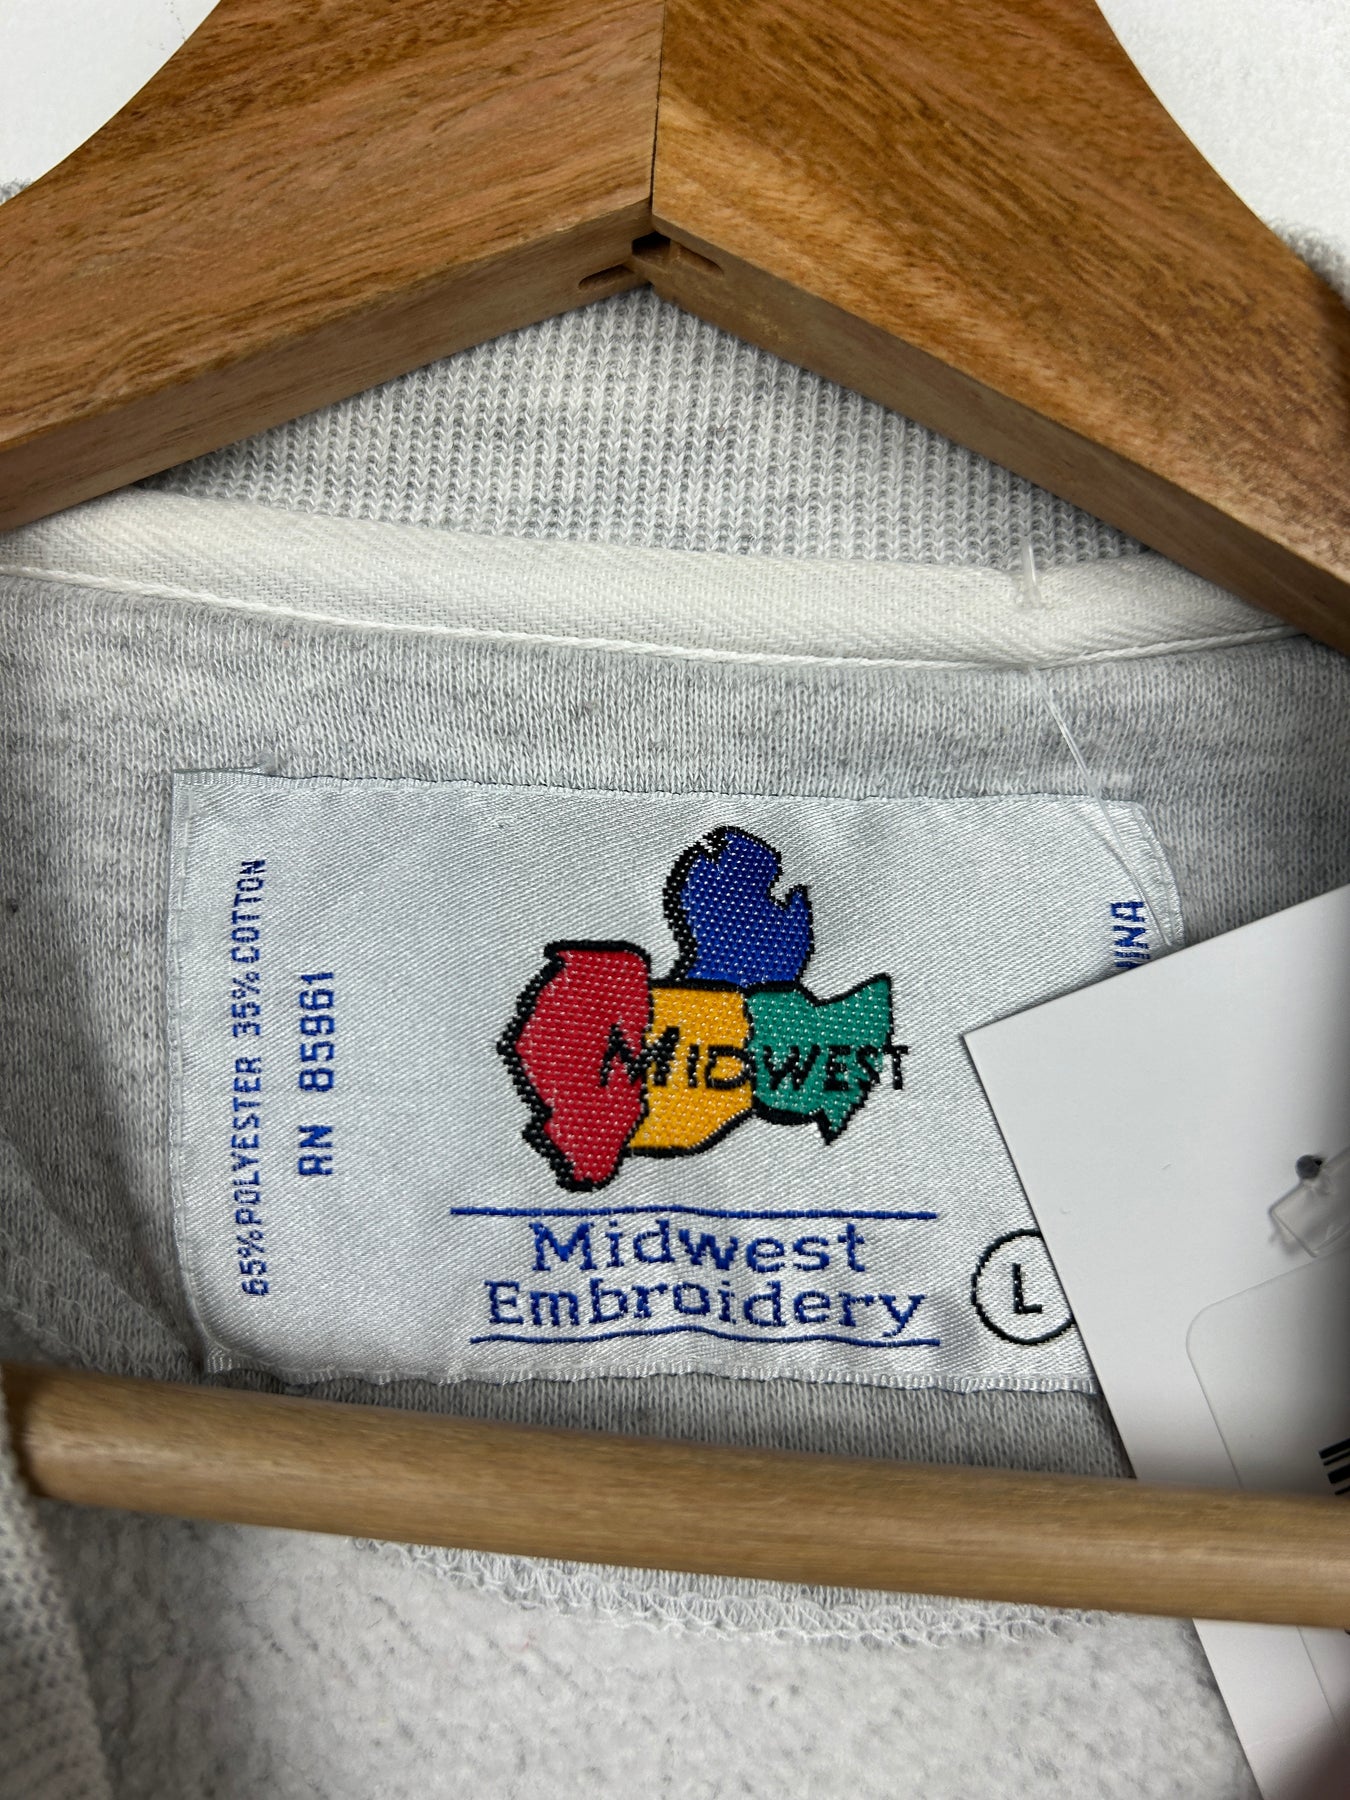 65% POLYESTER 35% COTTON
RN 85961
MIDWEST
Midwest
Embroidery
L